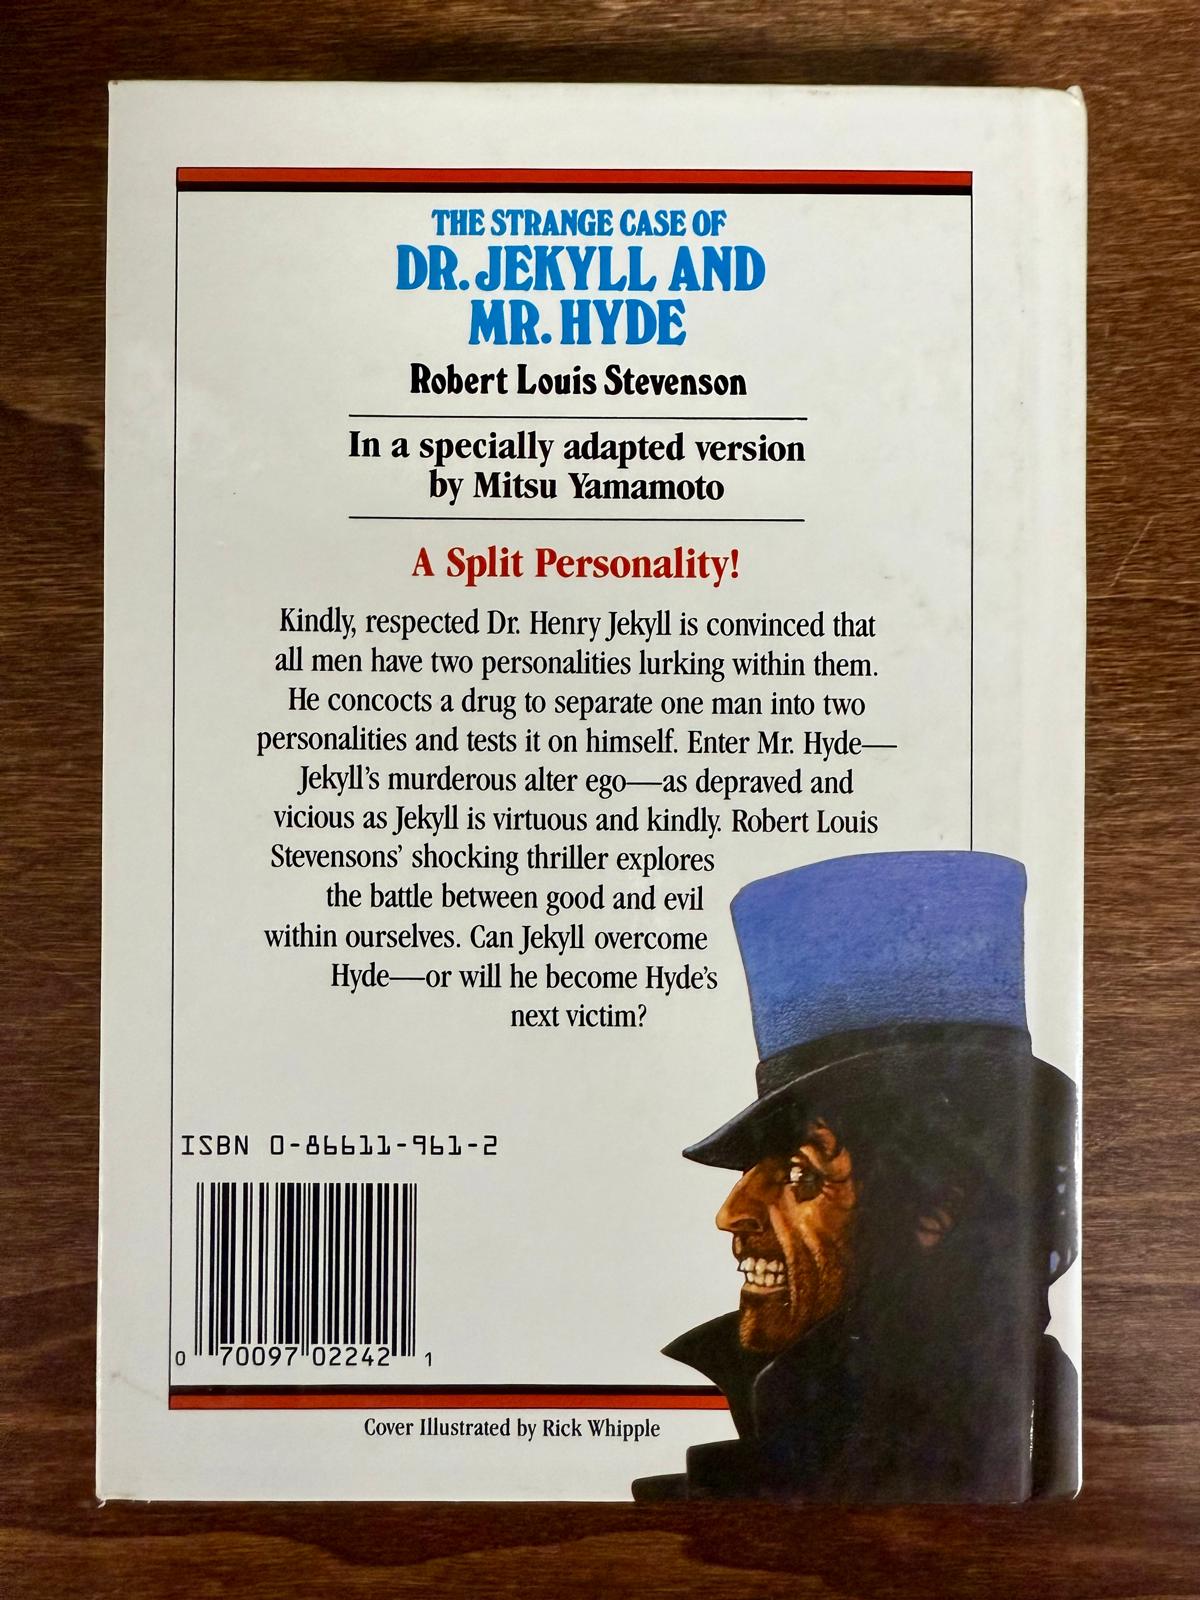 THE STRANGE CASE OF
DR. JEKYLL AND
MR. HYDE
Robert Louis Stevenson
In a specially adapted version
by Mitsu Yamamoto
A Split Personality!
Kindly, respected Dr. Henry Jekyll is convinced that
all men have two personalities lurking within them.
He concocts a drug to separate one man into two
personalities and tests it on himself. Enter Mr. Hyde—
Jekyll's murderous alter ego—as depraved and
vicious as Jekyll is virtuous and kindly. Robert Louis
Stevensons' shocking thriller explores
the battle between good and evil
within ourselves. Can Jekyll overcome
Hyde—or will he become Hyde's
next victim?
ISBN 0-86611-961-2
0 70097 02242 1
Cover Illustrated by Rick Whipple